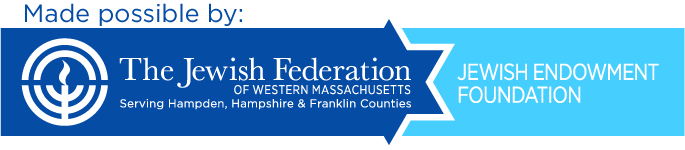 Made possible by:
The Jewish Federation
OF WESTERN MASSACHUSETTS
Serving Hampden, Hampshire & Franklin Counties
JEWISH ENDOWMENT
FOUNDATION